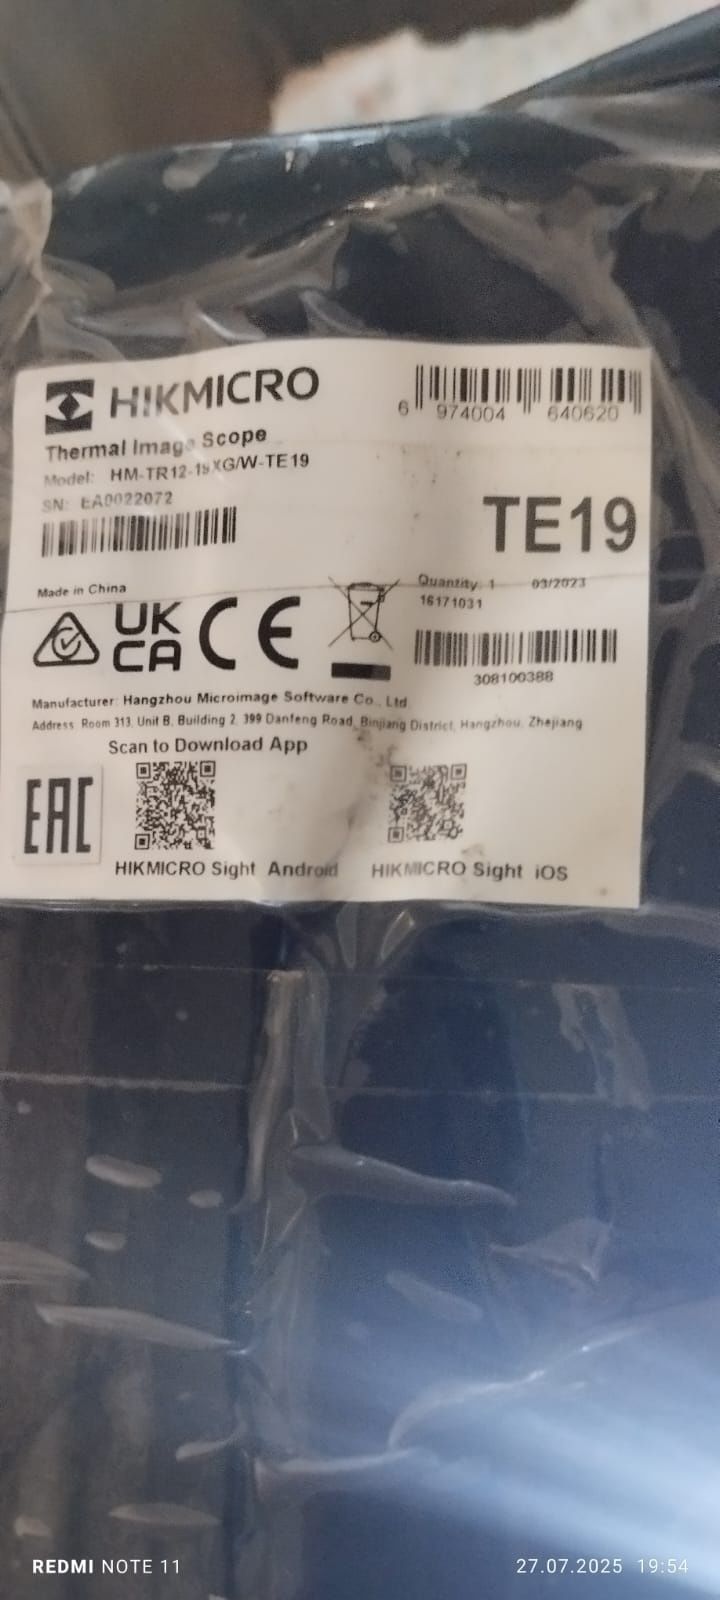 HIKMICRO
6 974004 640620
Thermal Image Scope
Model: HM-TR12-19XG/W-TE19
SN: EA0022072
TE19
Made in China
Quantity: 1 03/2023
16171031
UK
CA CE
308100388
Manufacturer: Hangzhou Microimage Software Co., Ltd
Address: Room 313, Unit B, Building 2, 399 Danfeng Road, Binjiang District, Hangzhou, Zhejiang
Scan to Download App
EAC
HIKMICRO Sight Android HIKMICRO Sight iOS
REDMI NOTE 11 27.07.2025 19:54